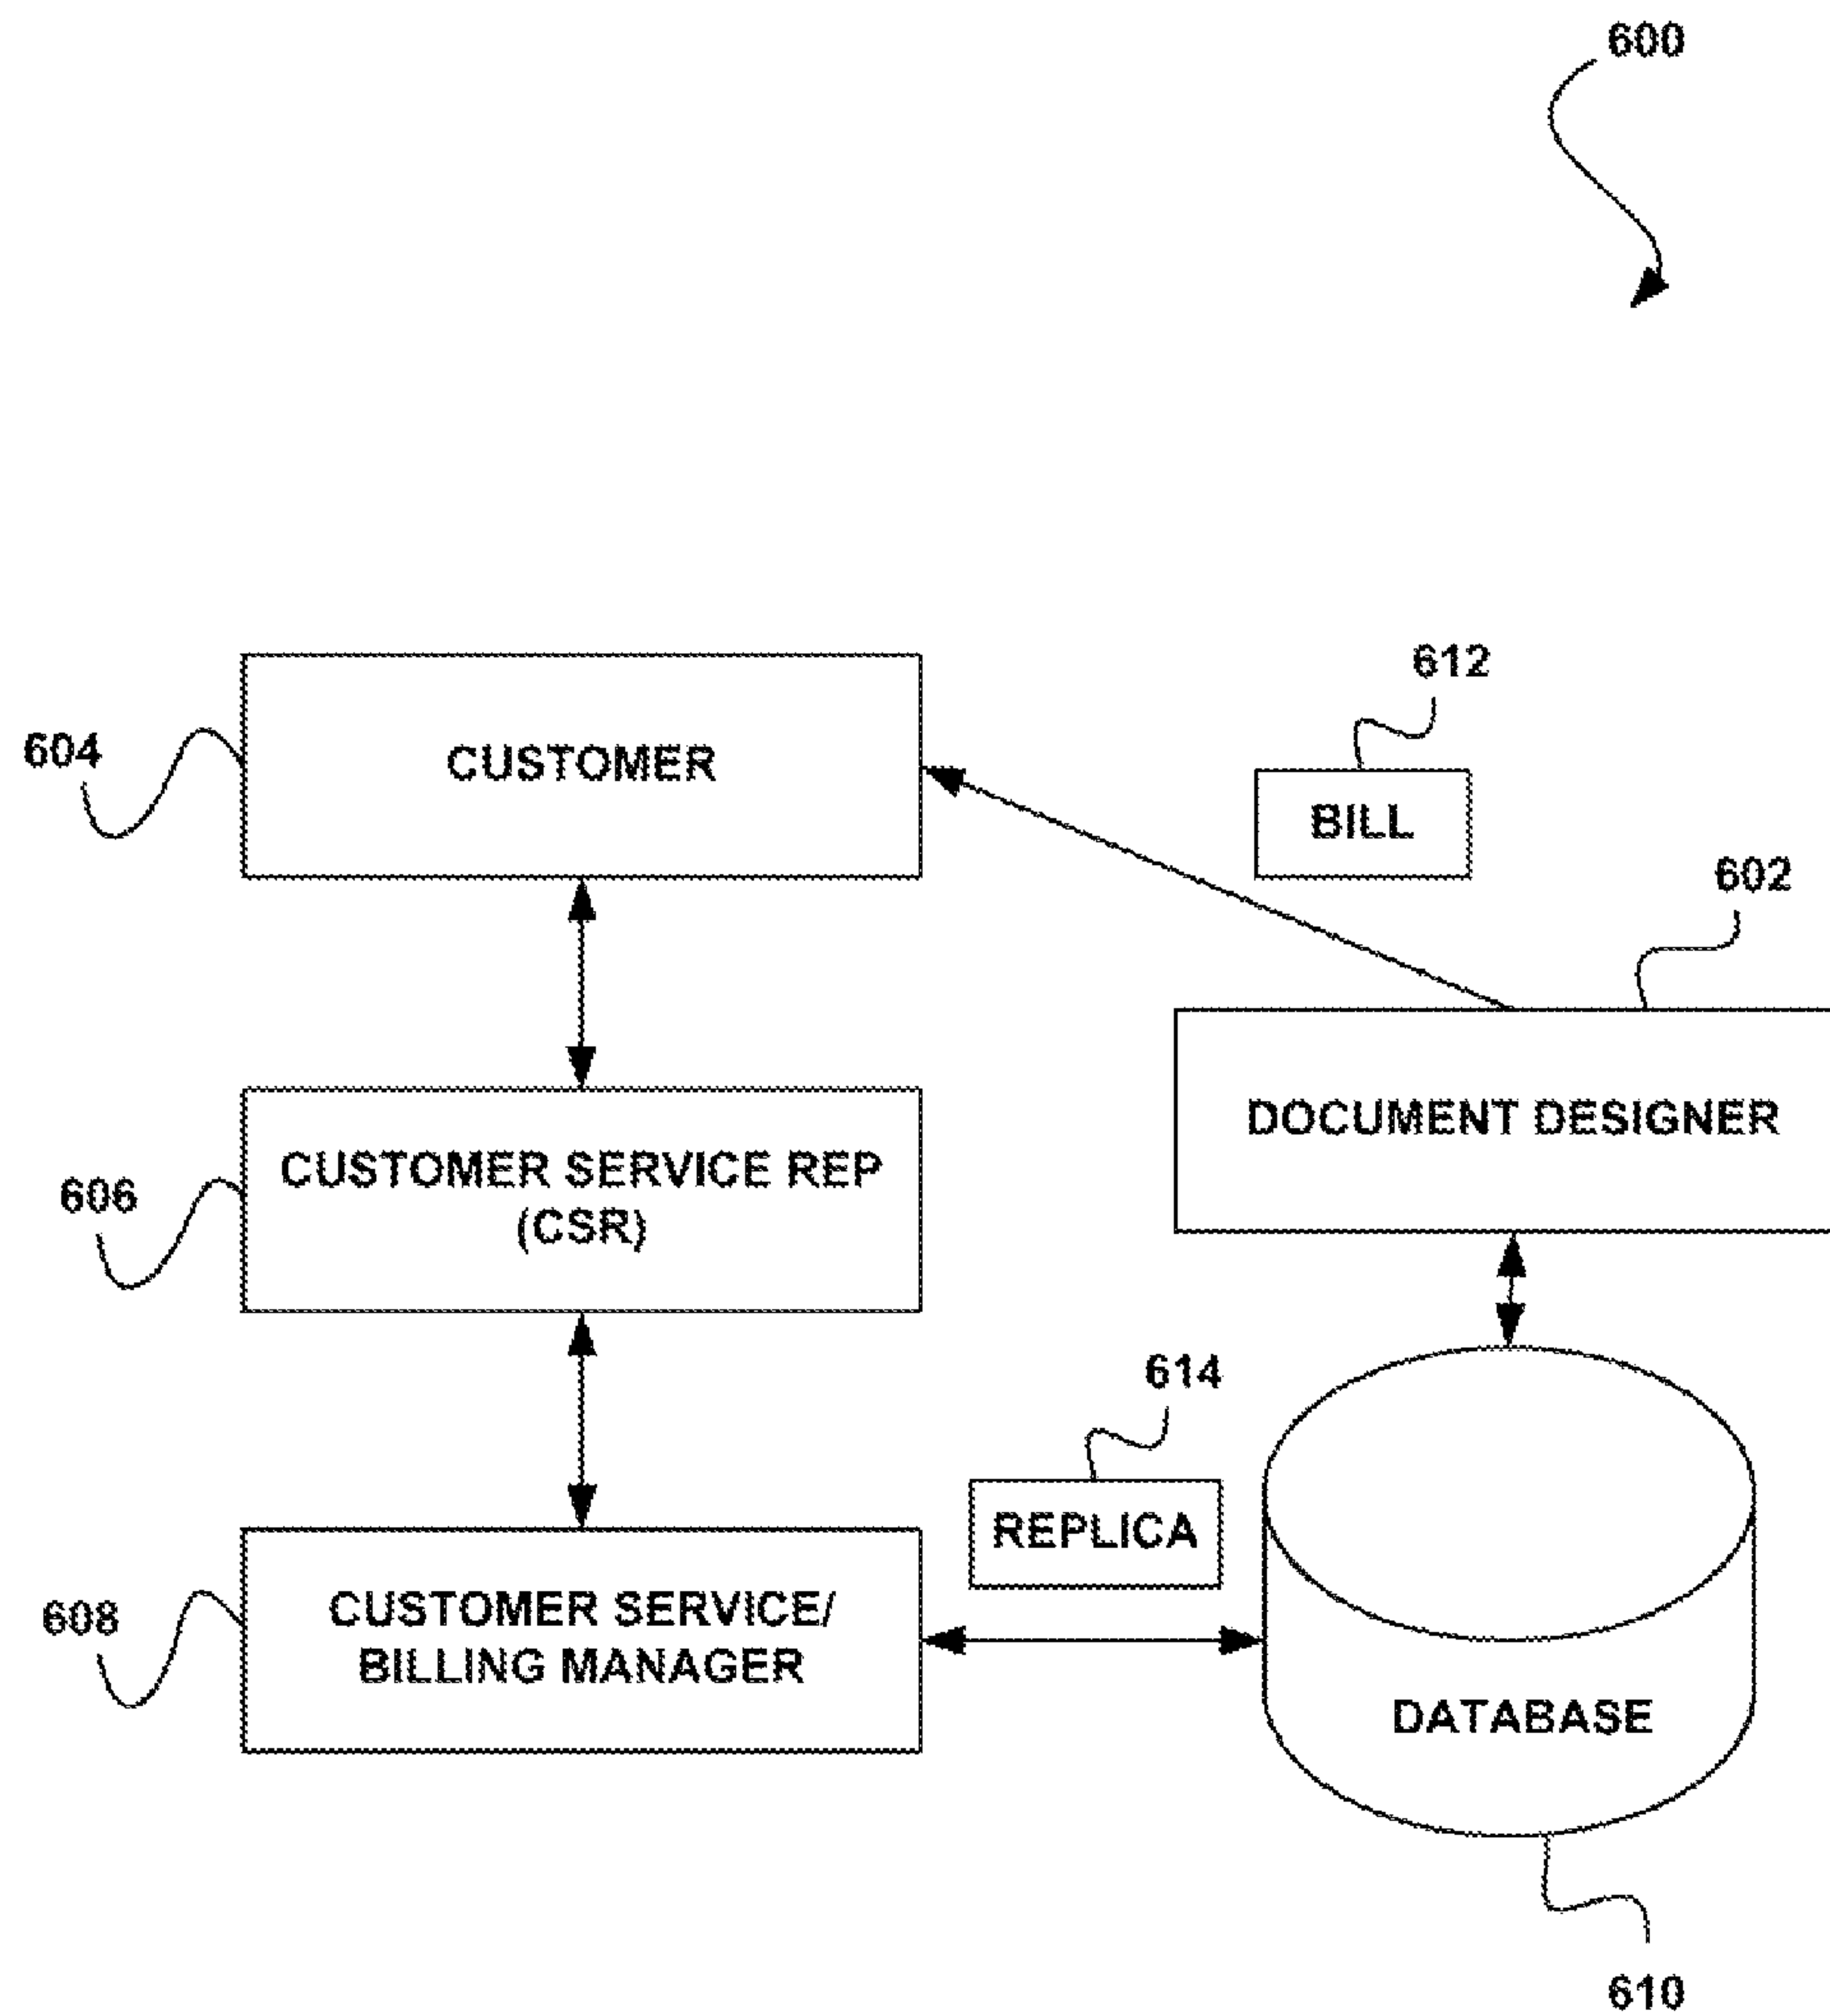 600
612
604
CUSTOMER
BILL
602
DOCUMENT DESIGNER
606
CUSTOMER SERVICE REP
(CSR)
614
REPLICA
608
CUSTOMER SERVICE/
BILLING MANAGER
DATABASE
610